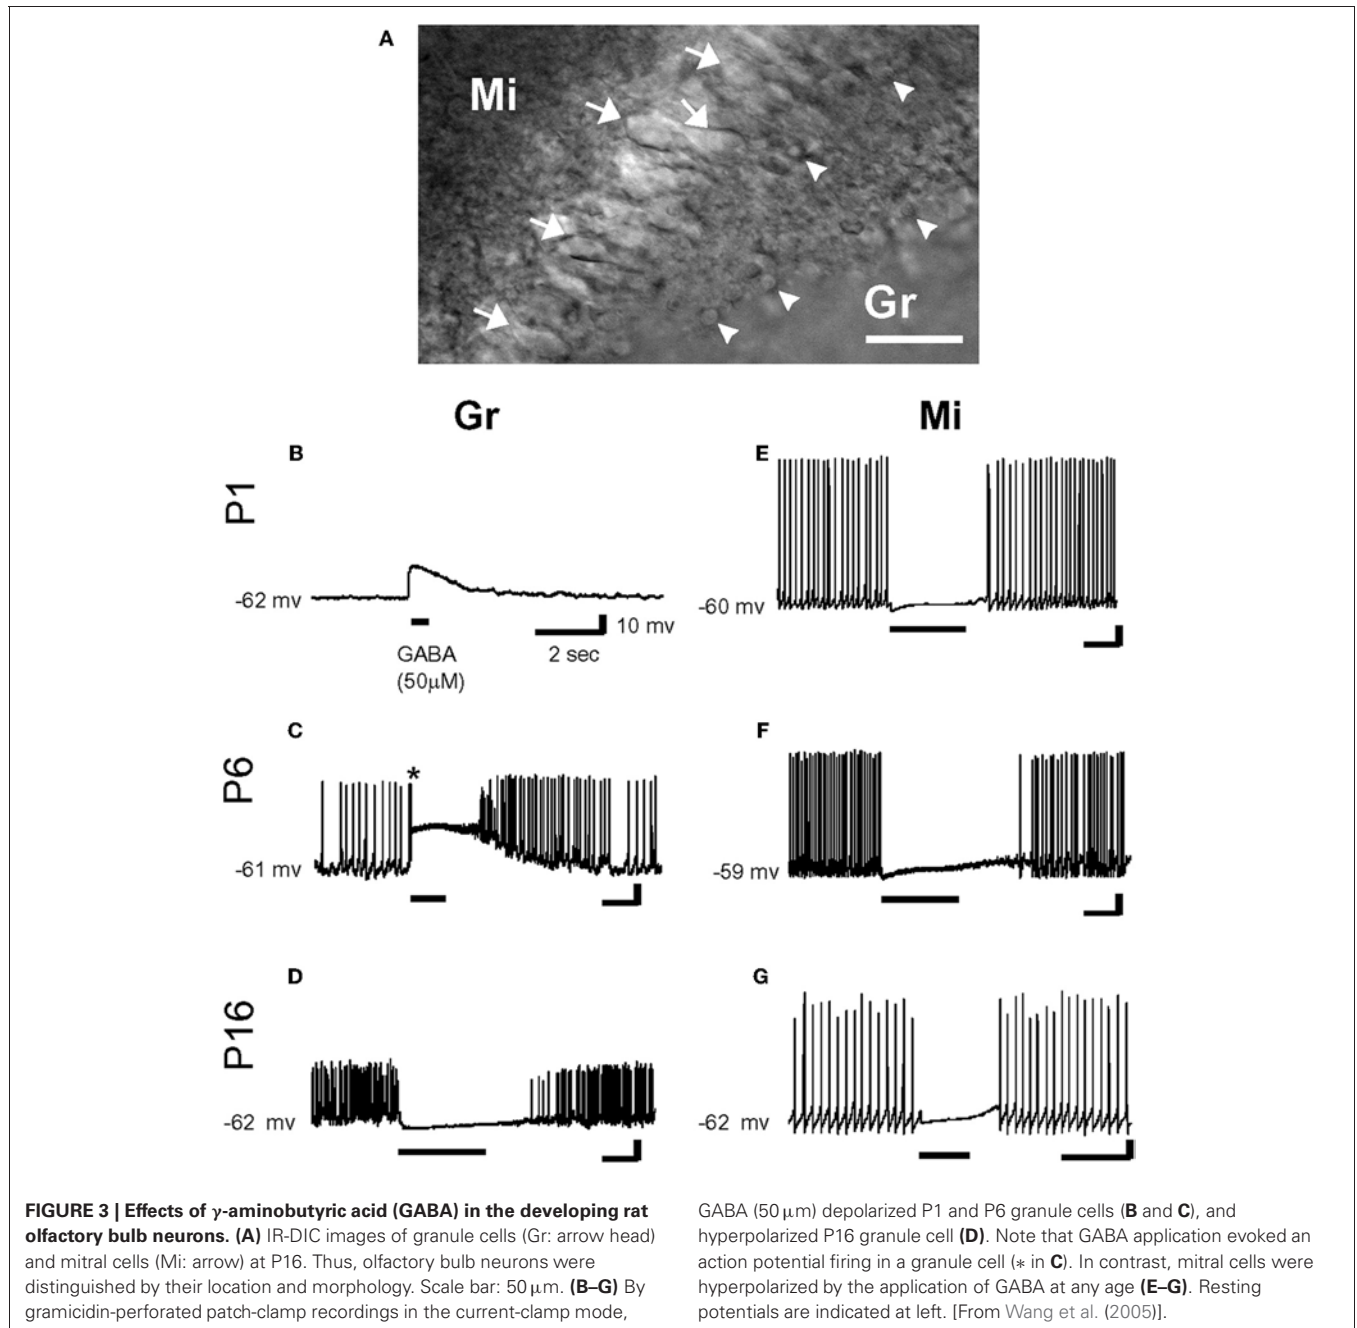 A
Mi
Gr
Gr
Mi
B
P1
-62 mv
GABA
(50µM)
2 sec
10 mv
E
-60 mv
C
P6
*
-61 mv
F
-59 mv
D
P16
-62 mv
G
-62 mv
FIGURE 3 | Effects of γ-aminobutyric acid (GABA) in the developing rat
olfactory bulb neurons. (A) IR-DIC images of granule cells (Gr: arrow head)
and mitral cells (Mi: arrow) at P16. Thus, olfactory bulb neurons were
distinguished by their location and morphology. Scale bar: 50 µm. (B–G) By
gramicidin-perforated patch-clamp recordings in the current-clamp mode,
GABA (50 µm) depolarized P1 and P6 granule cells (B and C), and
hyperpolarized P16 granule cell (D). Note that GABA application evoked an
action potential firing in a granule cell (* in C). In contrast, mitral cells were
hyperpolarized by the application of GABA at any age (E–G). Resting
potentials are indicated at left. [From Wang et al. (2005)].